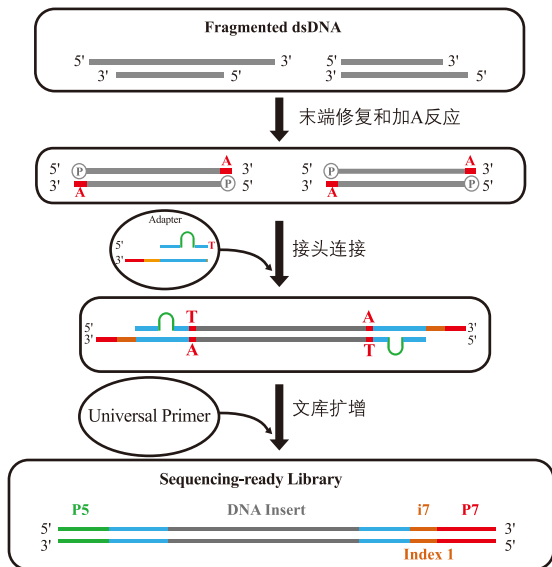 Fragmented dsDNA
5' 3' 5' 3'
3' 5' 3' 5'
末端修复和加A反应
5' P A 3' 5' P A 3'
3' A P 5' 3' A P 5'
Adapter
5' T
3'
接头连接
T A
5' 3'
3' 5'
A T
Universal Primer
文库扩增
Sequencing-ready Library
P5 DNA Insert i7 P7
5' 3'
3' 5'
Index 1